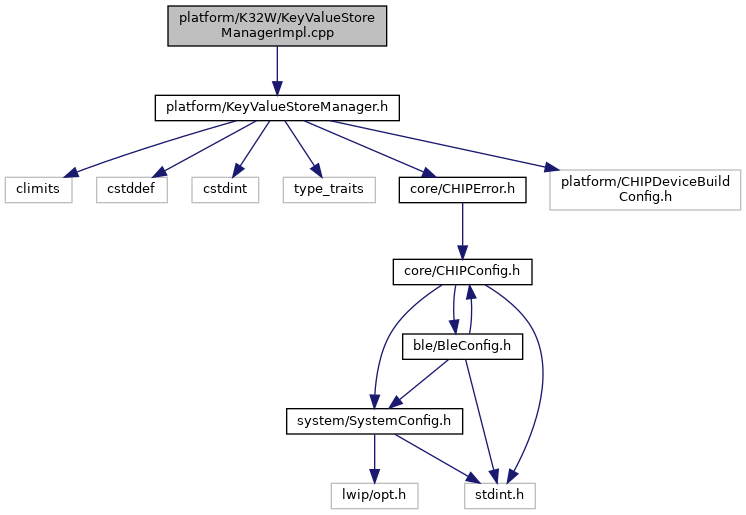 platform/K32W/KeyValueStore
ManagerImpl.cpp
platform/KeyValueStoreManager.h
climits
cstddef
cstdint
type_traits
core/CHIPError.h
platform/CHIPDeviceBuild
Config.h
core/CHIPConfig.h
ble/BleConfig.h
system/SystemConfig.h
lwip/opt.h
stdint.h